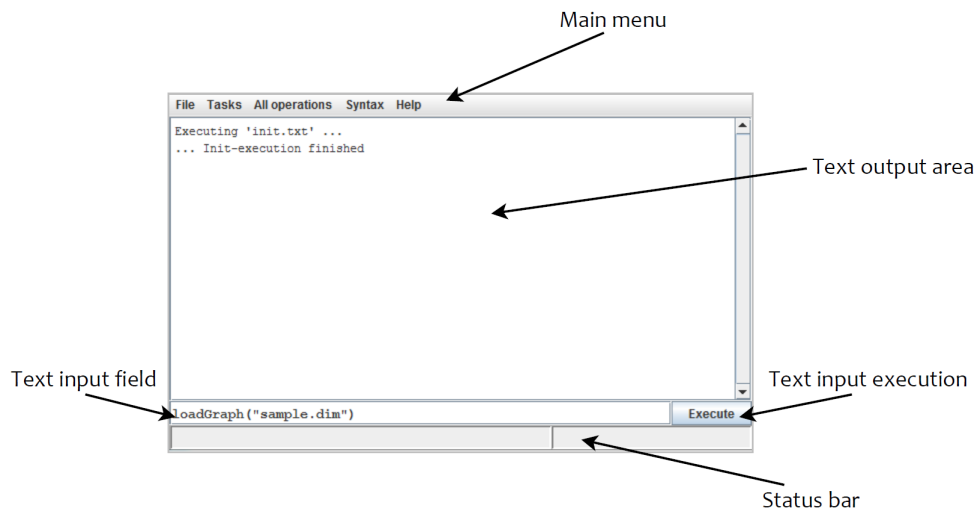 Main menu
File Tasks All operations Syntax Help
Executing 'init.txt' ...
... Init-execution finished
Text output area
Text input field
Text input execution
loadGraph("sample.dim")
Execute
Status bar